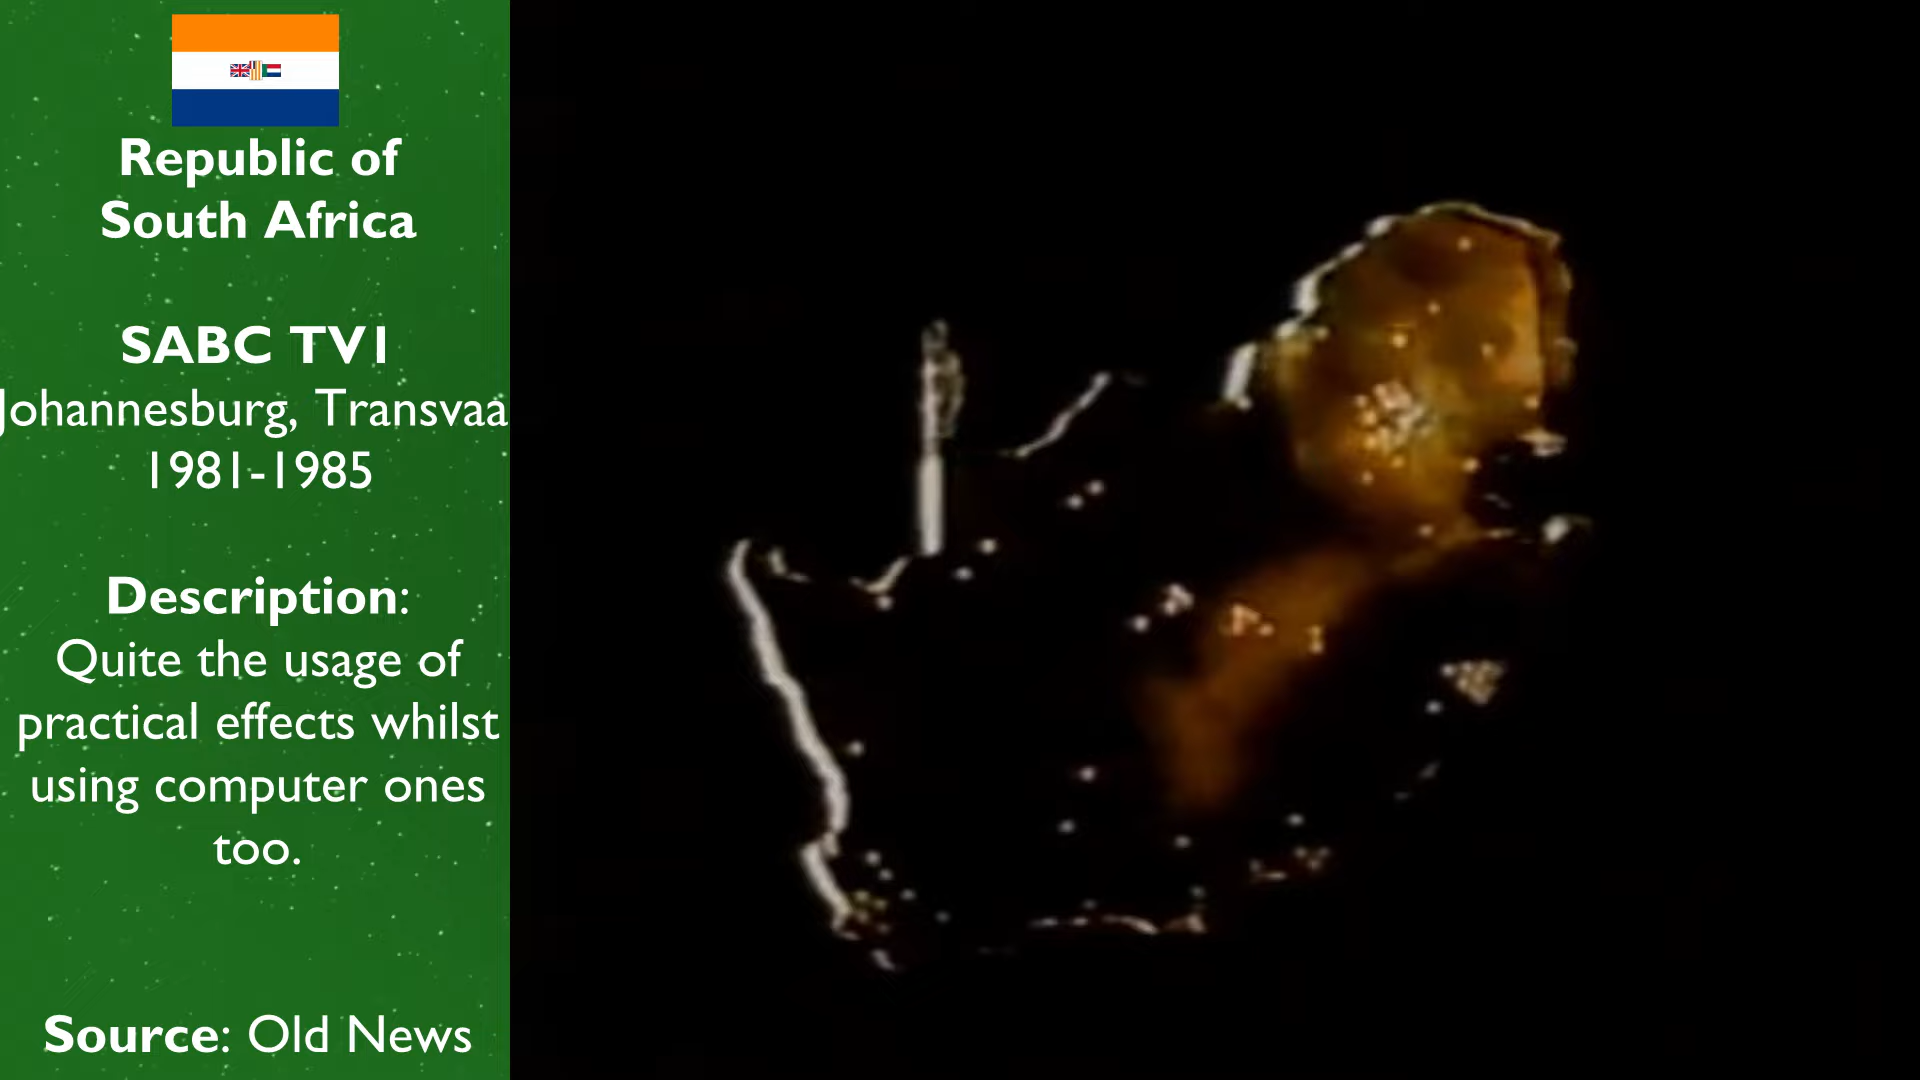 Republic of
South Africa
SABC TV1
Johannesburg, Transvaa
1981-1985
Description:
Quite the usage of
practical effects whilst
using computer ones
too.
Source: Old News